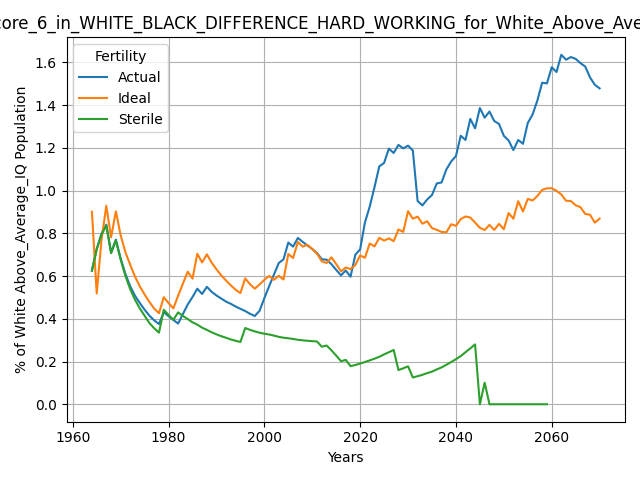 core_6_in_WHITE_BLACK_DIFFERENCE_HARD_WORKING_for_White_Above_Ave
Fertility
Actual
Ideal
Sterile
% of White Above_Average_IQ Population
1.6
1.4
1.2
1.0
0.8
0.6
0.4
0.2
0.0
1960 1980 2000 2020 2040 2060
Years